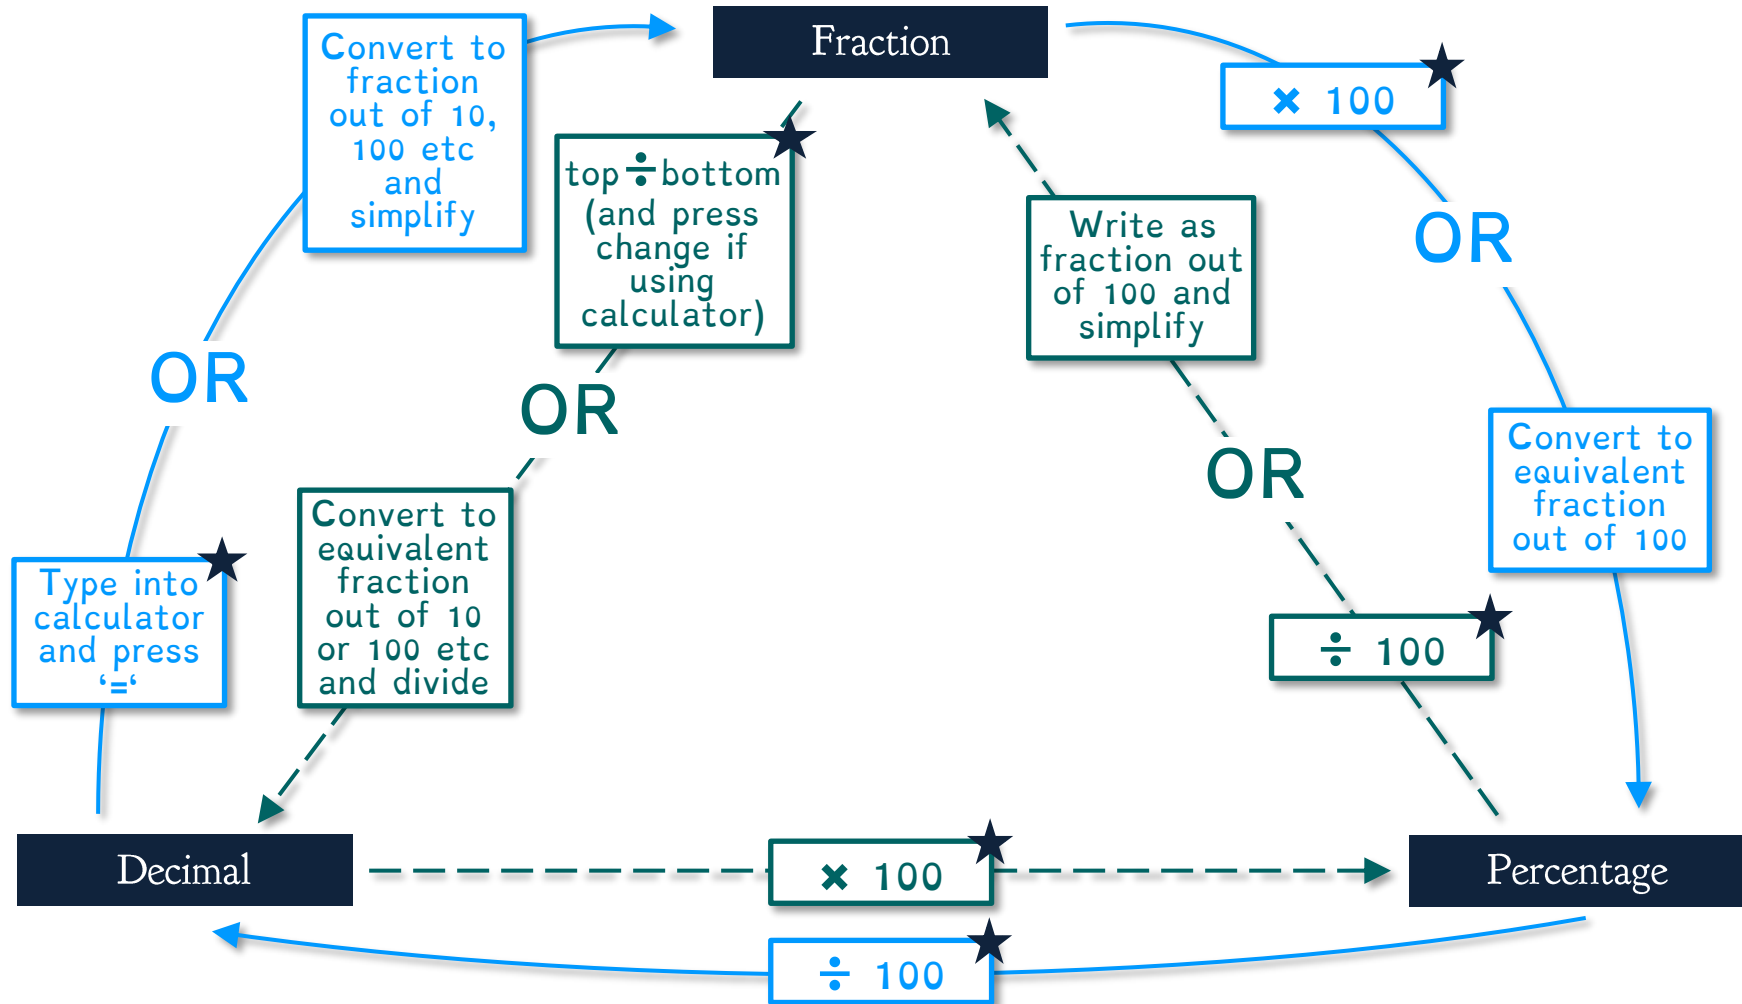 Fraction
Convert to
fraction
out of 10,
100 etc
and
simplify
× 100
top ÷ bottom
(and press
change if
using
calculator)
Write as
fraction out
of 100 and
simplify
OR
OR
OR
OR
Convert to
equivalent
fraction
out of 100
Convert to
equivalent
fraction
out of 10
or 100 etc
and divide
Type into
calculator
and press
‘=‘
÷ 100
Decimal
× 100
Percentage
÷ 100